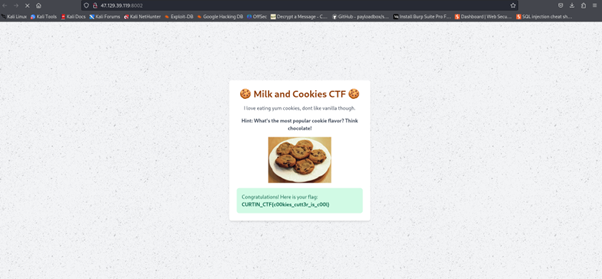 47.129.39.119:8002
Kali Linux Kali Tools Kali Docs Kali Forums Kali NetHunter Exploit-DB Google Hacking DB OffSec Decrypt a Message - C... GitHub - payloadbox/x... Install Burp Suite Pro F... Dashboard | Web Secu... SQL injection cheat sh...
Milk and Cookies CTF
I love eating yum cookies, dont like vanilla though.
Hint: What's the most popular cookie flavor? Think
chocolate!
Congratulations! Here is your flag: